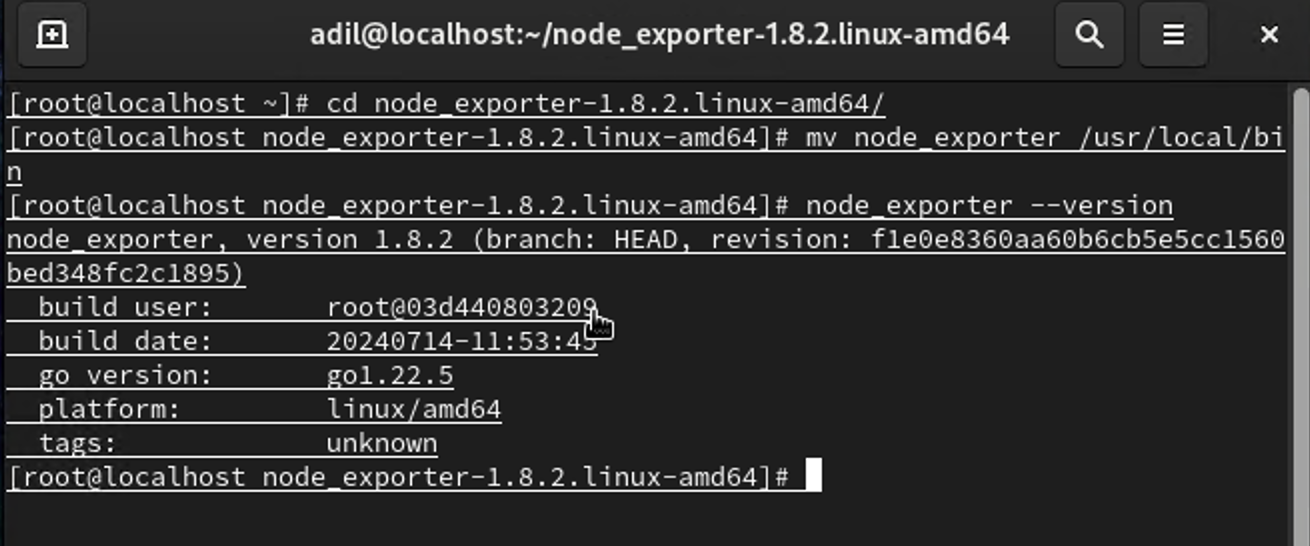 adil@localhost:~/node_exporter-1.8.2.linux-amd64
[root@localhost ~]# cd node_exporter-1.8.2.linux-amd64/
[root@localhost node_exporter-1.8.2.linux-amd64]# mv node_exporter /usr/local/bi
n
[root@localhost node_exporter-1.8.2.linux-amd64]# node_exporter --version
node_exporter, version 1.8.2 (branch: HEAD, revision: f1e0e8360aa60b6cb5e5cc1560
bed348fc2c1895)
  build user:       root@03d440803209
  build date:       20240714-11:53:45
  go version:       go1.22.5
  platform:         linux/amd64
  tags:             unknown
[root@localhost node_exporter-1.8.2.linux-amd64]#